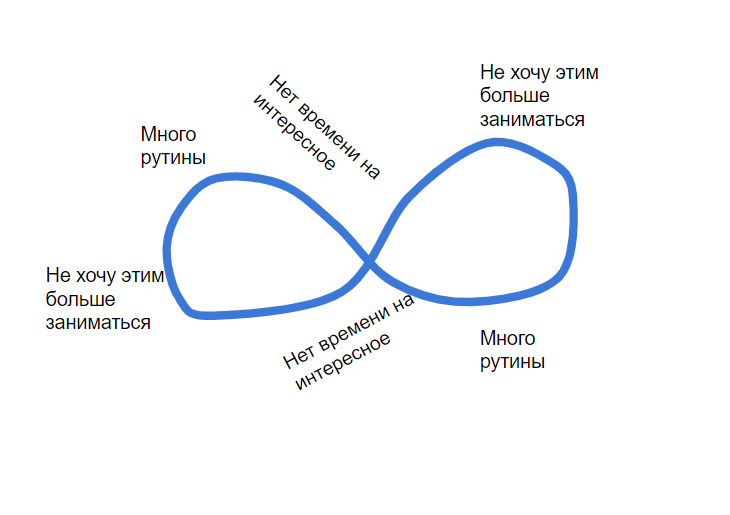 Не хочу этим
больше
заниматься
Нет времени на
интересное
Много
рутины
Не хочу этим
больше
заниматься
Нет времени на
интересное
Много
рутины